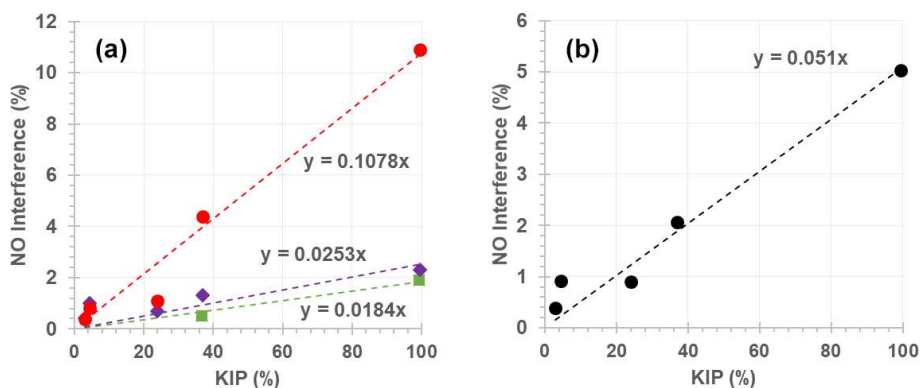 (a)
NO Interference (%)
12
10
8
6
4
2
0
y = 0.1078x
y = 0.0253x
y = 0.0184x
0 20 40 60 80 100
KIP (%)
(b)
NO Interference (%)
6
5
4
3
2
1
0
y = 0.051x
0 20 40 60 80 100
KIP (%)